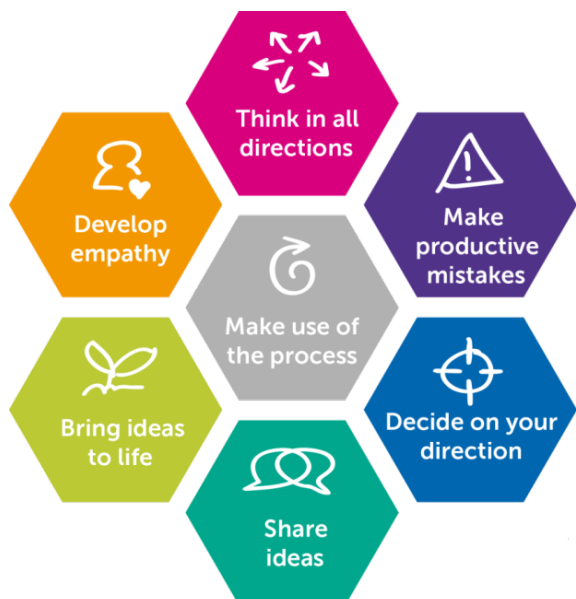 Think in all
directions
Develop
empathy
Make
productive
mistakes
Make use of
the process
Bring ideas
to life
Decide on your
direction
Share
ideas